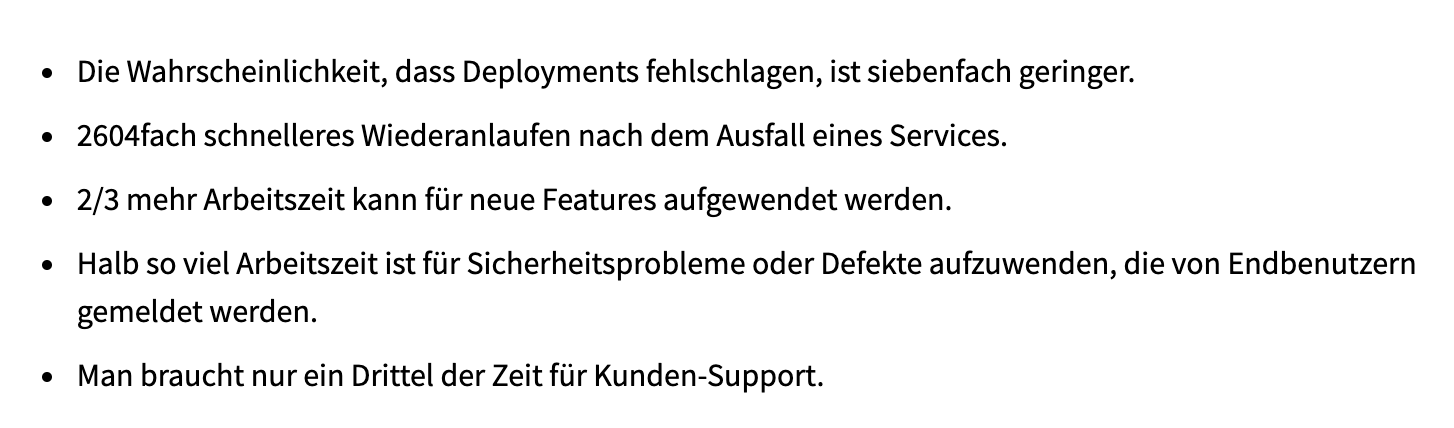 • Die Wahrscheinlichkeit, dass Deployments fehlschlagen, ist siebenfach geringer.
• 2604fach schnelleres Wiederanlaufen nach dem Ausfall eines Services.
• 2/3 mehr Arbeitszeit kann für neue Features aufgewendet werden.
• Halb so viel Arbeitszeit ist für Sicherheitsprobleme oder Defekte aufzuwenden, die von Endbenutzern
gemeldet werden.
• Man braucht nur ein Drittel der Zeit für Kunden-Support.